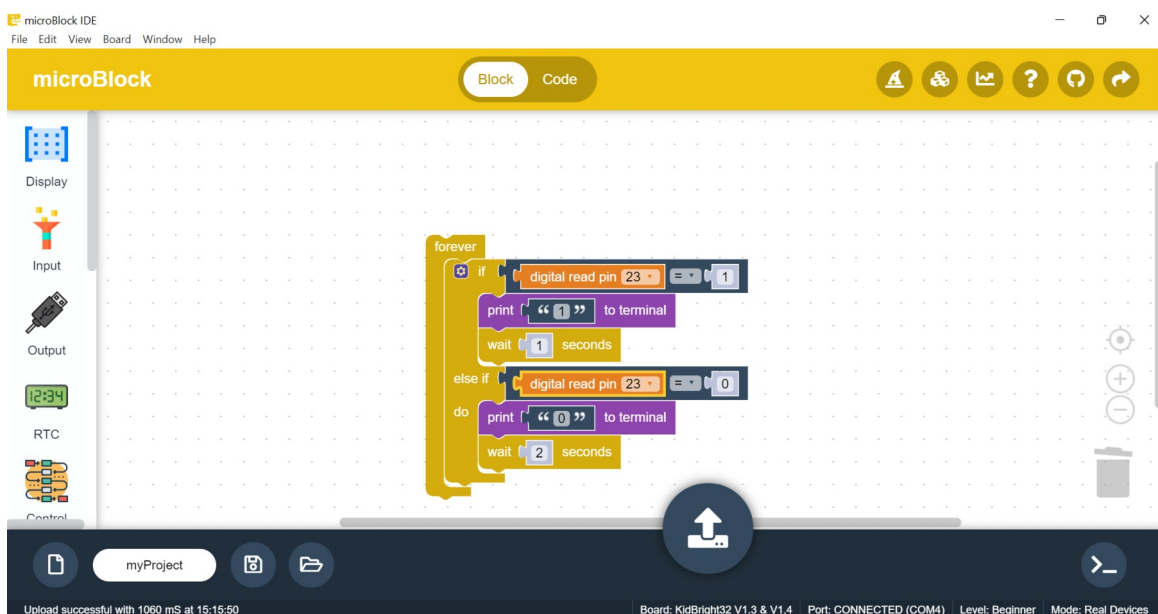 microBlock IDE
File Edit View Board Window Help
microBlock
Block Code
Display
Input
Output
12:34
RTC
Control
forever
if digital read pin 23 = 1
print “ 1 ” to terminal
wait 1 seconds
else if digital read pin 23 = 0
do print “ 0 ” to terminal
wait 2 seconds
myProject
Upload successful with 1060 mS at 15:15:50
Board: KidBright32 V1.3 & V1.4 Port: CONNECTED (COM4) Level: Beginner Mode: Real Devices